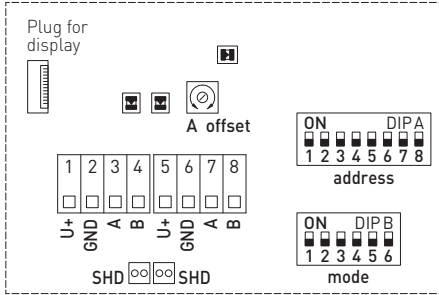 Plug for
display
A offset
ON DIP A
1 2 3 4 5 6 7 8
address
1 2 3 4 5 6 7 8
U+ GND A B U+ GND A B
ON DIP B
1 2 3 4 5 6
mode
SHD SHD